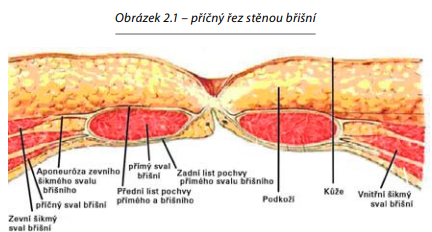 Obrázek 2.1 – příčný řez stěnou břišní
Aponeuróza zevního
šikmého svalu
břišního
příčný sval břišní
Zevní šikmý
sval břišní
přímý sval
břišní
Přední list pochvy
přímého a břišního
Zadní list pochvy
přímého svalu břišního
Podkoží
Kůže
Vnitřní šikmý
sval břišní